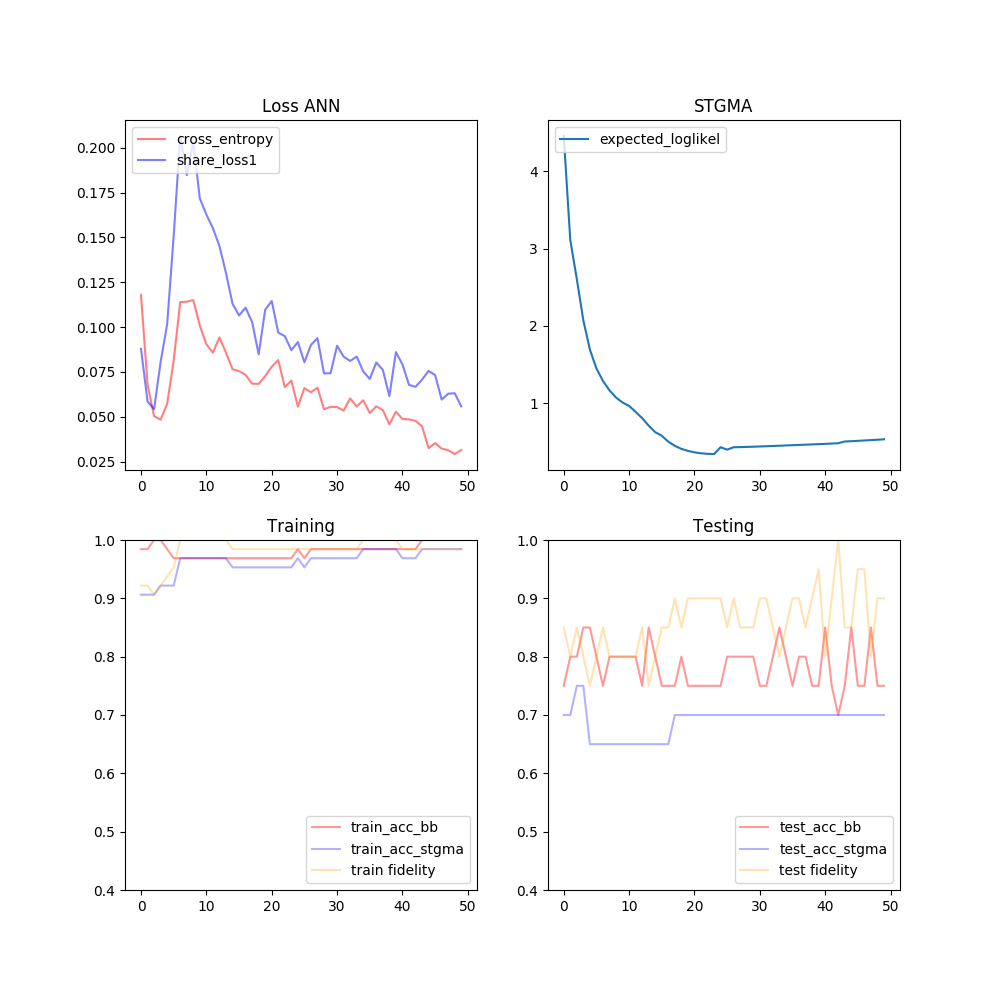 Loss ANN
cross_entropy
share_loss1
0.200
0.175
0.150
0.125
0.100
0.075
0.050
0.025
0 10 20 30 40 50
STGMA
expected_loglikel
4
3
2
1
0 10 20 30 40 50
Training
1.0
0.9
0.8
0.7
0.6
0.5
0.4
train_acc_bb
train_acc_stgma
train fidelity
0 10 20 30 40 50
Testing
1.0
0.9
0.8
0.7
0.6
0.5
0.4
test_acc_bb
test_acc_stgma
test fidelity
0 10 20 30 40 50